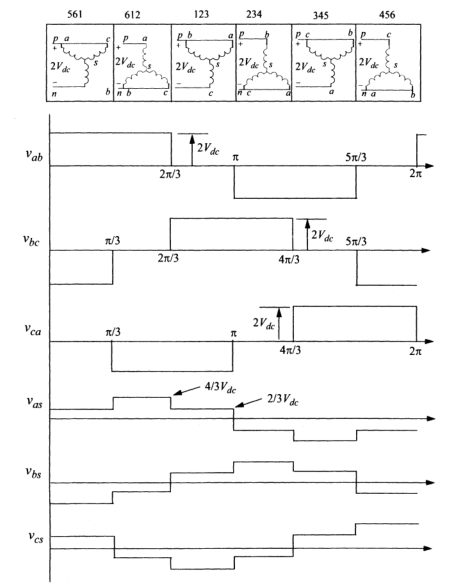 561 612 123 234 345 456
p a c p a p b a p b p c b p c
+ + + + + +
2V_dc s 2V_dc s 2V_dc s 2V_dc s 2V_dc s 2V_dc s
− − − − − −
n b n b c n c n c a n a n a b
v_ab 2V_dc π 5π/3
2π/3 2π
v_bc π/3 2V_dc 5π/3
2π/3 4π/3
v_ca π/3 π 2V_dc
4π/3 2π
v_as 4/3V_dc 2/3V_dc
v_bs
v_cs